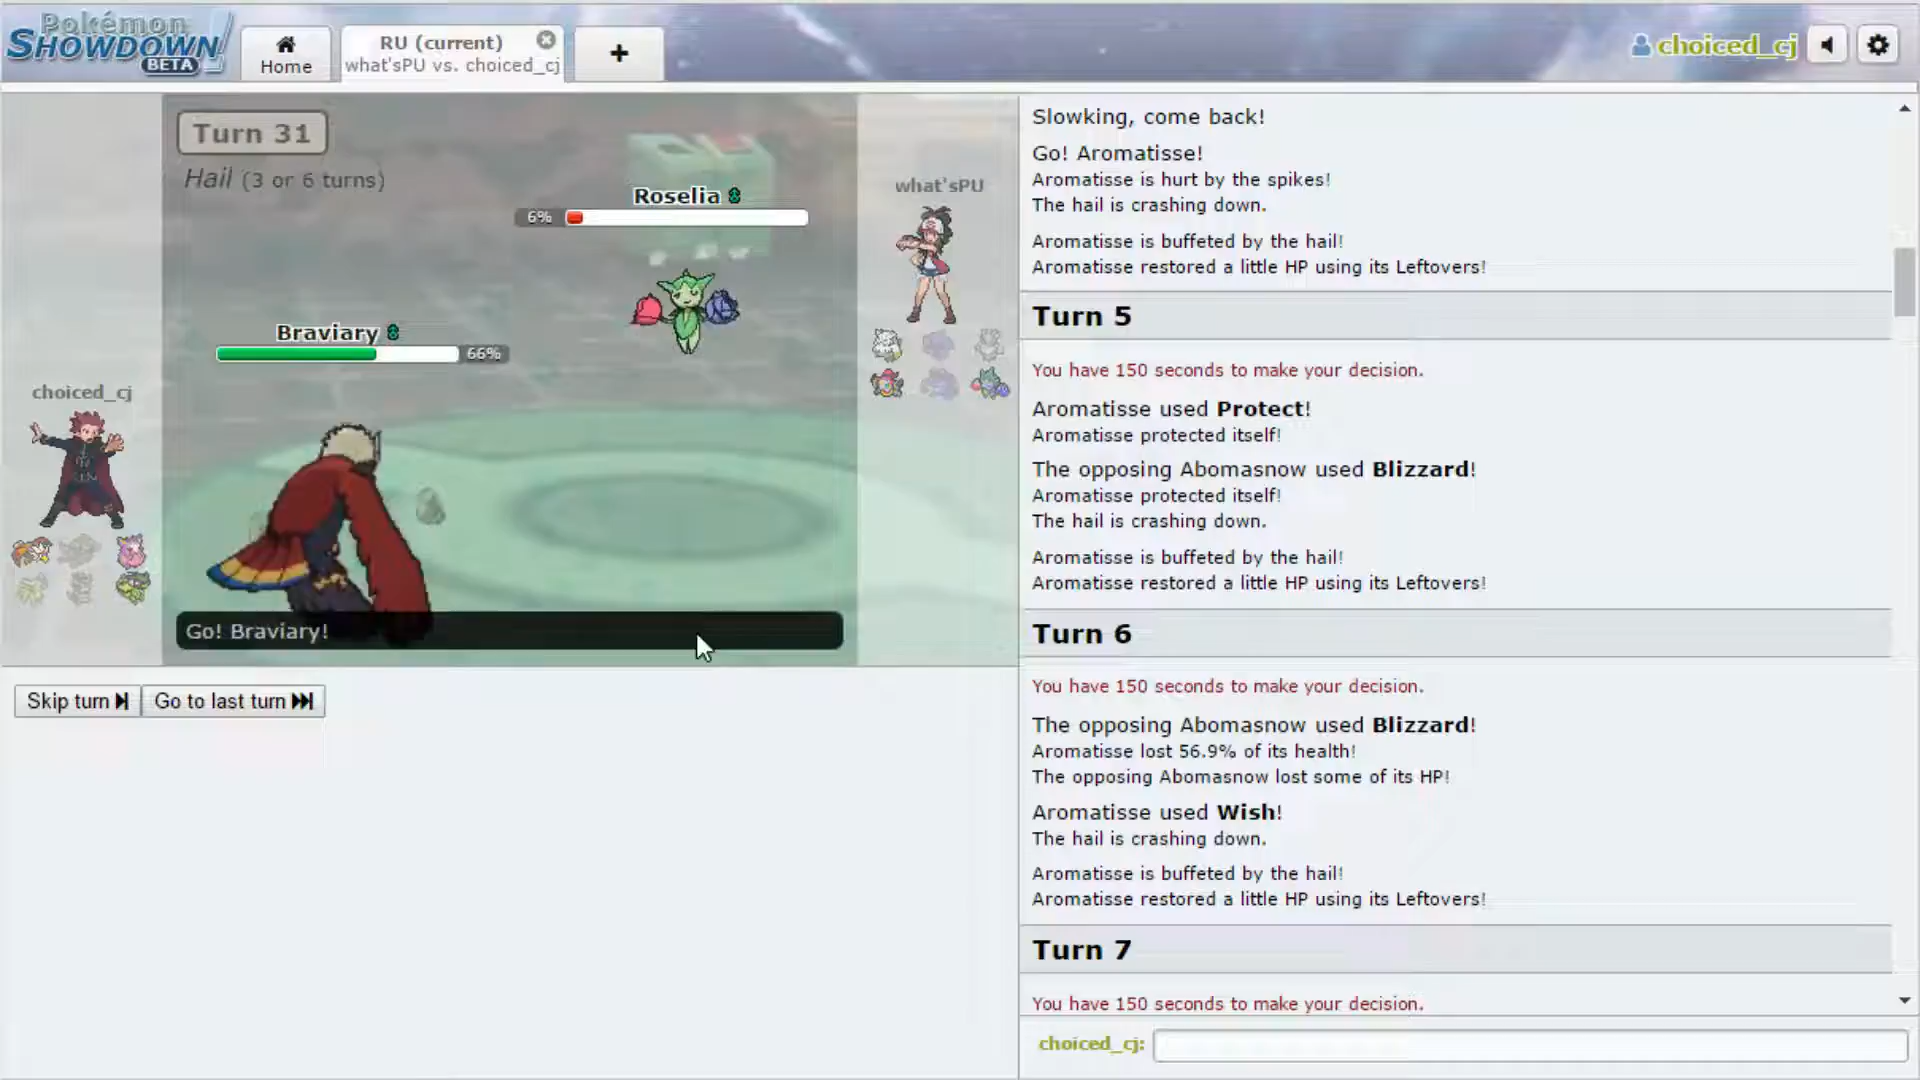 Pokémon
SHOWDOWN
BETA
Home
RU (current)
what'sPU vs. choiced_cj
+
choiced_cj
Turn 31
Hail (3 or 6 turns)
Roselia
6%
Braviary
66%
what'sPU
choiced_cj
Go! Braviary!
Skip turn
Go to last turn
Slowking, come back!
Go! Aromatisse!
Aromatisse is hurt by the spikes!
The hail is crashing down.
Aromatisse is buffeted by the hail!
Aromatisse restored a little HP using its Leftovers!
Turn 5
You have 150 seconds to make your decision.
Aromatisse used Protect!
Aromatisse protected itself!
The opposing Abomasnow used Blizzard!
Aromatisse protected itself!
The hail is crashing down.
Aromatisse is buffeted by the hail!
Aromatisse restored a little HP using its Leftovers!
Turn 6
You have 150 seconds to make your decision.
The opposing Abomasnow used Blizzard!
Aromatisse lost 56.9% of its health!
The opposing Abomasnow lost some of its HP!
Aromatisse used Wish!
The hail is crashing down.
Aromatisse is buffeted by the hail!
Aromatisse restored a little HP using its Leftovers!
Turn 7
You have 150 seconds to make your decision.
choiced_cj: